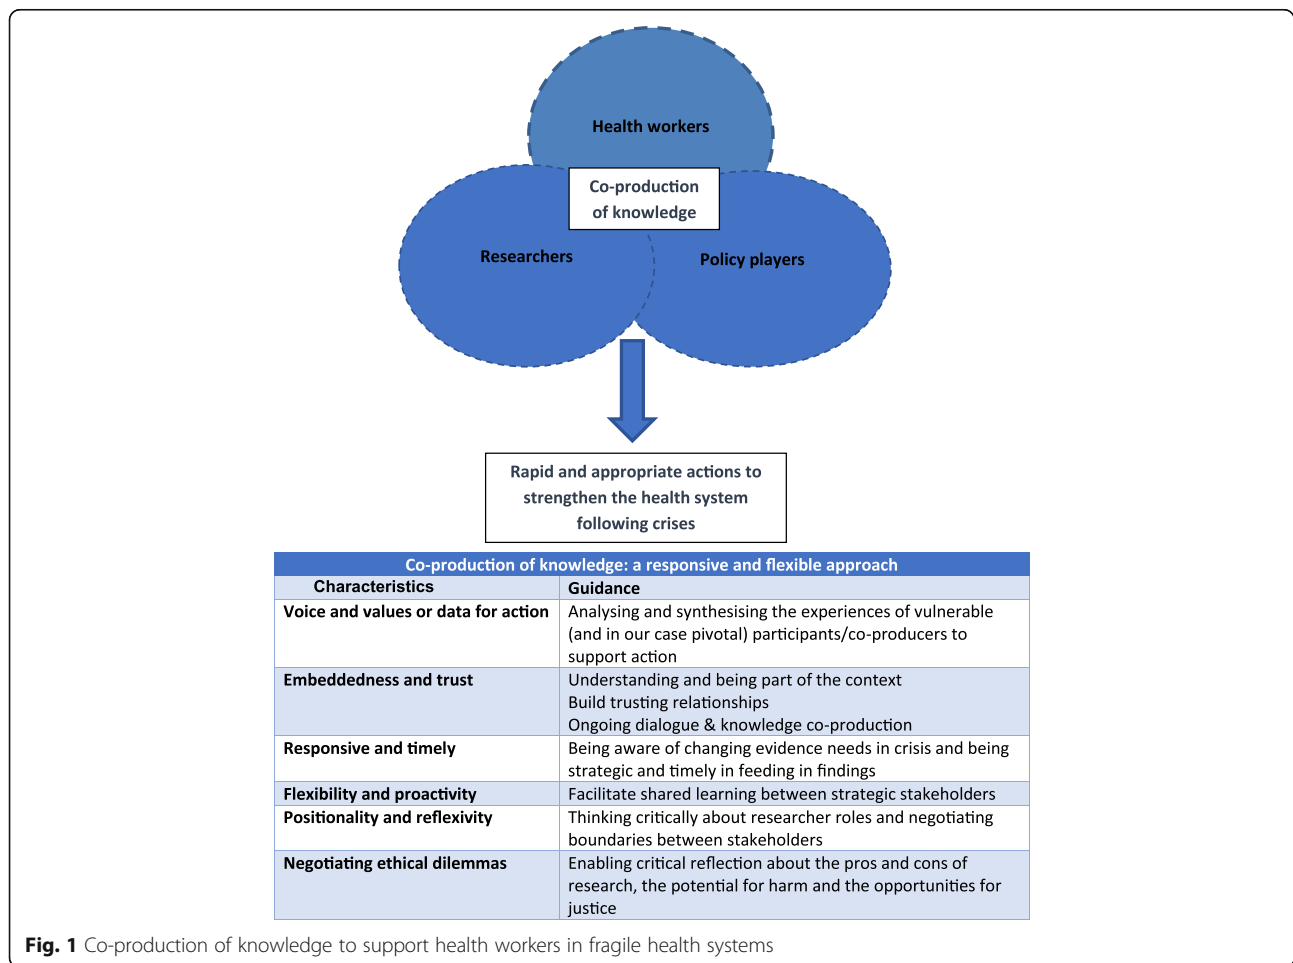 Health workers
Co-production
of knowledge
Researchers
Policy players
Rapid and appropriate actions to
strengthen the health system
following crises
Co-production of knowledge: a responsive and flexible approach
Characteristics Guidance
Voice and values or data for action Analysing and synthesising the experiences of vulnerable
(and in our case pivotal) participants/co-producers to
support action
Embeddedness and trust Understanding and being part of the context
Build trusting relationships
Ongoing dialogue & knowledge co-production
Responsive and timely Being aware of changing evidence needs in crisis and being
strategic and timely in feeding in findings
Flexibility and proactivity Facilitate shared learning between strategic stakeholders
Positionality and reflexivity Thinking critically about researcher roles and negotiating
boundaries between stakeholders
Negotiating ethical dilemmas Enabling critical reflection about the pros and cons of
research, the potential for harm and the opportunities for
justice
Fig. 1 Co-production of knowledge to support health workers in fragile health systems